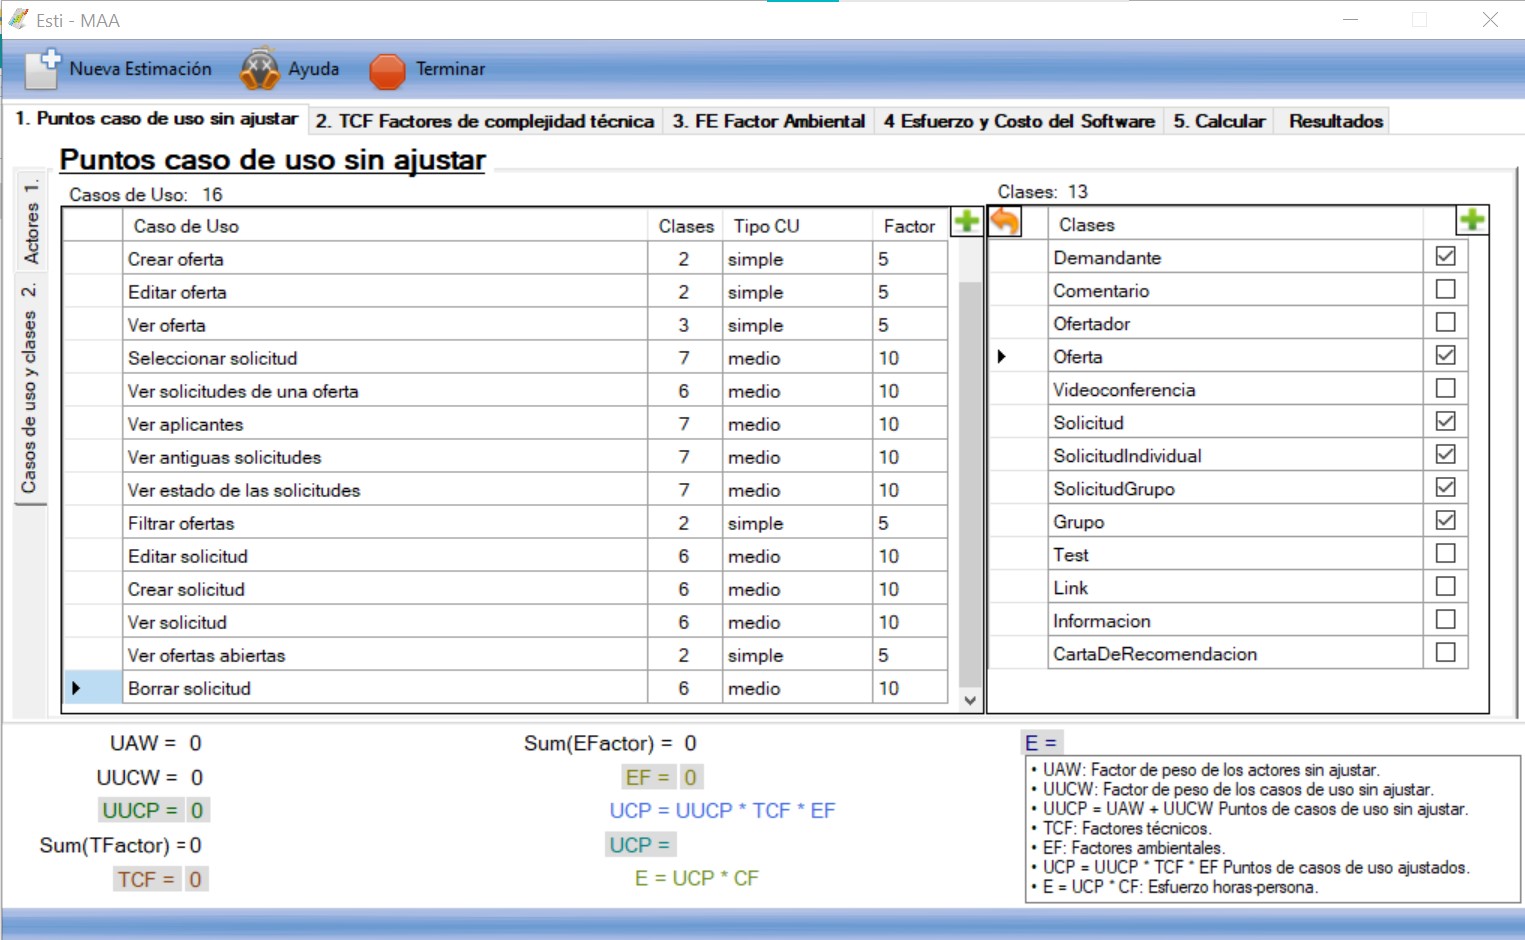 Esti - MAA
Nueva Estimación Ayuda Terminar
1. Puntos caso de uso sin ajustar 2. TCF Factores de complejidad técnica 3. FE Factor Ambiental 4 Esfuerzo y Costo del Software 5. Calcular Resultados
Actores 1.
Casos de uso y clases 2.
Puntos caso de uso sin ajustar
Casos de Uso: 16
Caso de Uso Clases Tipo CU Factor
Crear oferta 2 simple 5
Editar oferta 2 simple 5
Ver oferta 3 simple 5
Seleccionar solicitud 7 medio 10
Ver solicitudes de una oferta 6 medio 10
Ver aplicantes 7 medio 10
Ver antiguas solicitudes 7 medio 10
Ver estado de las solicitudes 7 medio 10
Filtrar ofertas 2 simple 5
Editar solicitud 6 medio 10
Crear solicitud 6 medio 10
Ver solicitud 6 medio 10
Ver ofertas abiertas 2 simple 5
Borrar solicitud 6 medio 10
Clases: 13
Clases
Demandante
Comentario
Ofertador
Oferta
Videoconferencia
Solicitud
SolicitudIndividual
SolicitudGrupo
Grupo
Test
Link
Informacion
CartaDeRecomendacion
UAW = 0
UUCW = 0
UUCP = 0
Sum(TFactor) = 0
TCF = 0
Sum(EFactor) = 0
EF = 0
UCP = UUCP * TCF * EF
UCP =
E = UCP * CF
E =
• UAW: Factor de peso de los actores sin ajustar.
• UUCW: Factor de peso de los casos de uso sin ajustar.
• UUCP = UAW + UUCW Puntos de casos de uso sin ajustar.
• TCF: Factores técnicos.
• EF: Factores ambientales.
• UCP = UUCP * TCF * EF Puntos de casos de uso ajustados.
• E = UCP * CF: Esfuerzo horas-persona.